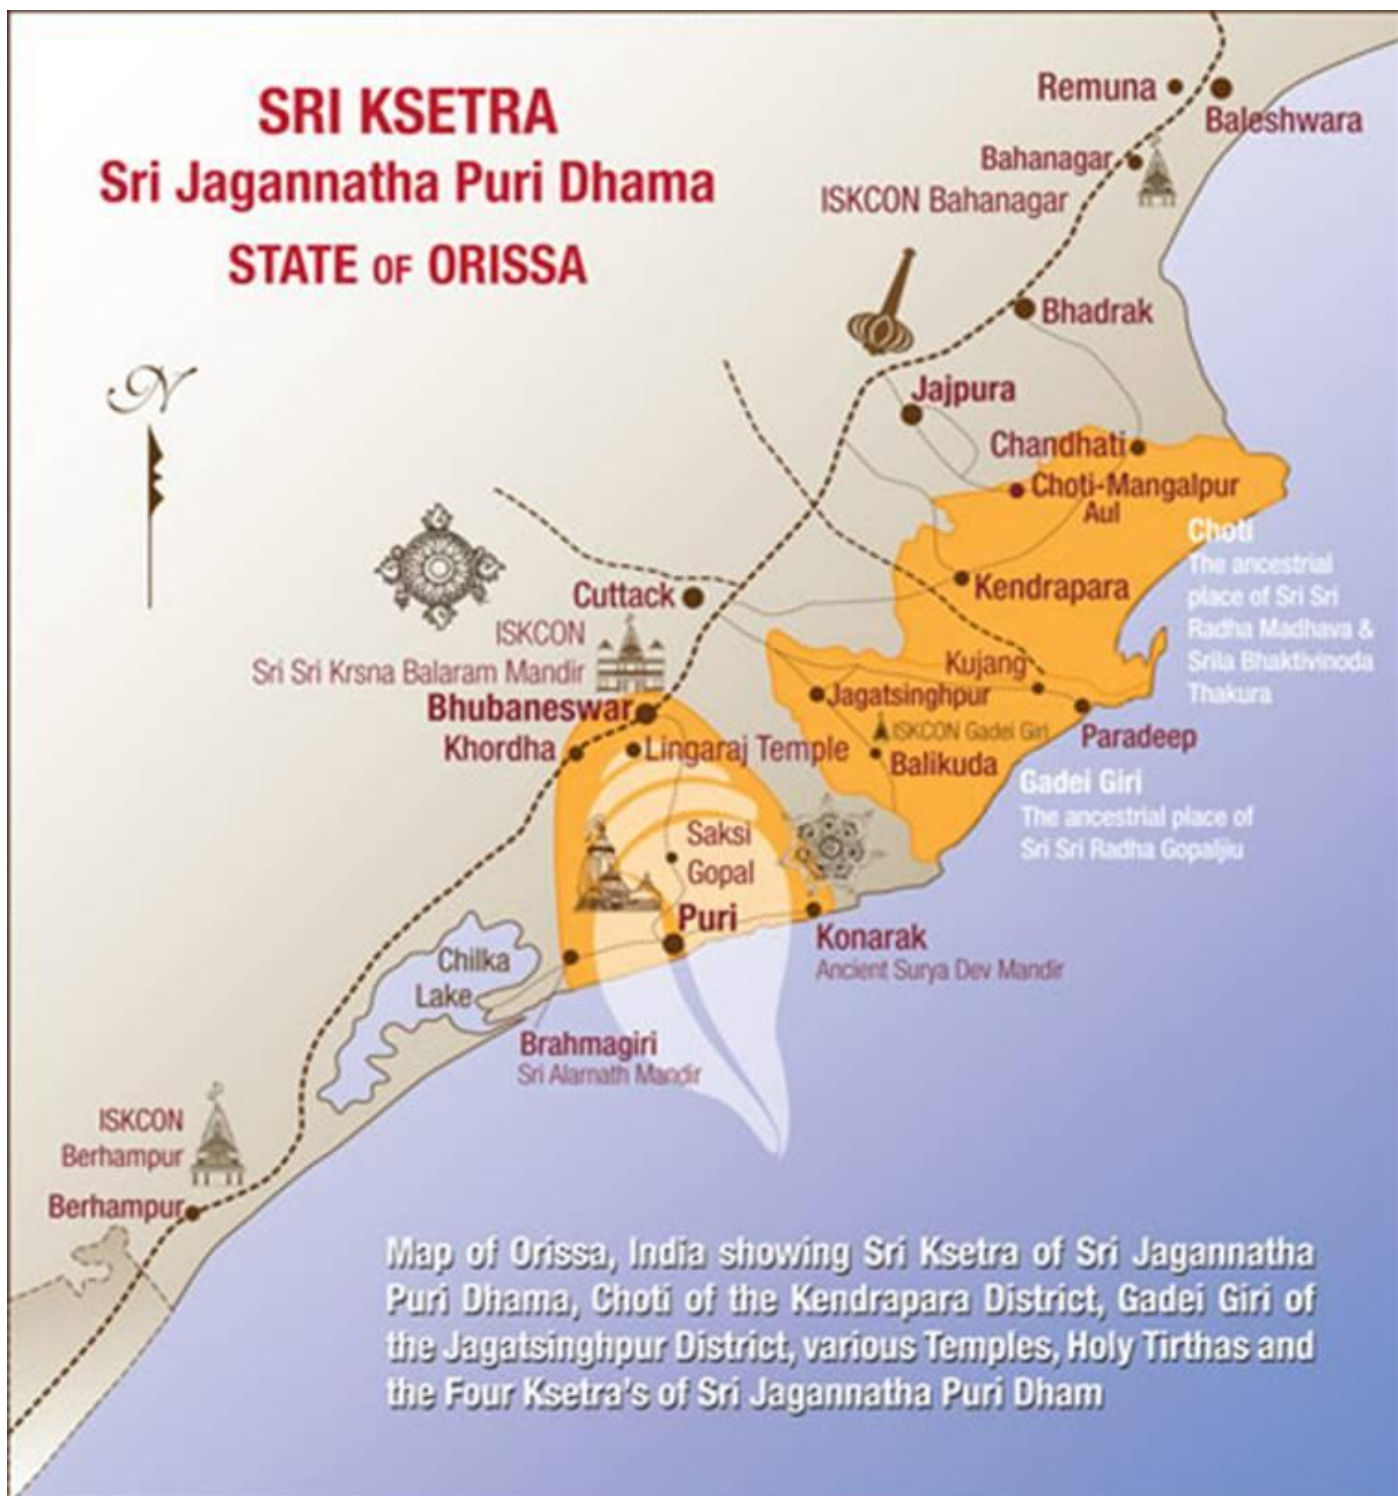 SRI KSETRA
Sri Jagannatha Puri Dhama
STATE OF ORISSA
N
Remuna
Baleshwara
Bahanagar
ISKCON Bahanagar
Bhadrak
Jajpura
Chandhati
Choti-Mangalpur
Aul
Choti
The ancestrial
place of Sri Sri
Radha Madhava &
Srila Bhaktivinoda
Thakura
Kendrapara
Cuttack
ISKCON
Sri Sri Krsna Balaram Mandir
Bhubaneswar
Khordha
Lingaraj Temple
Kujang
Jagatsinghpur
ISKCON Gadei Giri
Balikuda
Paradeep
Gadei Giri
The ancestrial place of
Sri Sri Radha Gopaljiu
Saksi
Gopal
Puri
Konarak
Ancient Surya Dev Mandir
Chilka
Lake
Brahmagiri
Sri Alarnath Mandir
ISKCON
Berhampur
Berhampur
Map of Orissa, India showing Sri Ksetra of Sri Jagannatha
Puri Dhama, Choti of the Kendrapara District, Gadei Giri of
the Jagatsinghpur District, various Temples, Holy Tirthas and
the Four Ksetra's of Sri Jagannatha Puri Dham